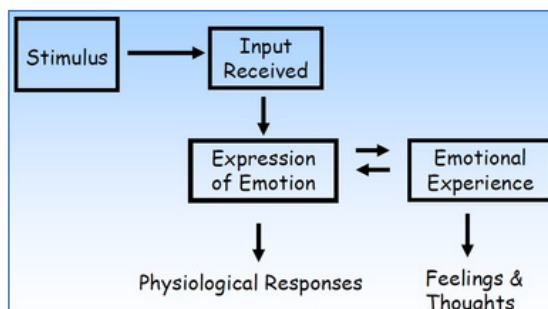 Stimulus
Input
Received
Expression
of Emotion
Emotional
Experience
Physiological Responses
Feelings &
Thoughts